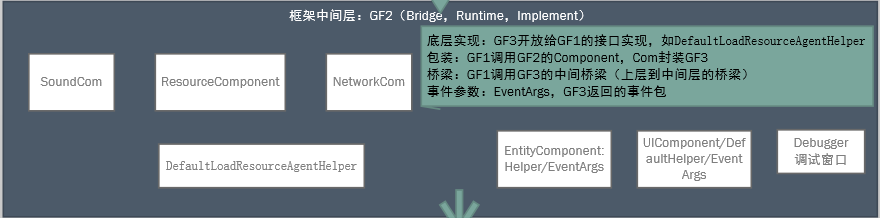 框架中间层：GF2（Bridge，Runtime，Implement）
底层实现：GF3开放给GF1的接口实现，如DefaultLoadResourceAgentHelper
包装：GF1调用GF2的Component，Com封装GF3
桥梁：GF1调用GF3的中间桥梁（上层到中间层的桥梁）
事件参数：EventArgs，GF3返回的事件包
SoundCom
ResourceComponent
NetworkCom
DefaultLoadResourceAgentHelper
EntityComponent:
Helper/EventArgs
UIComponent/Def
aultHelper/Event
Args
Debugger
调试窗口